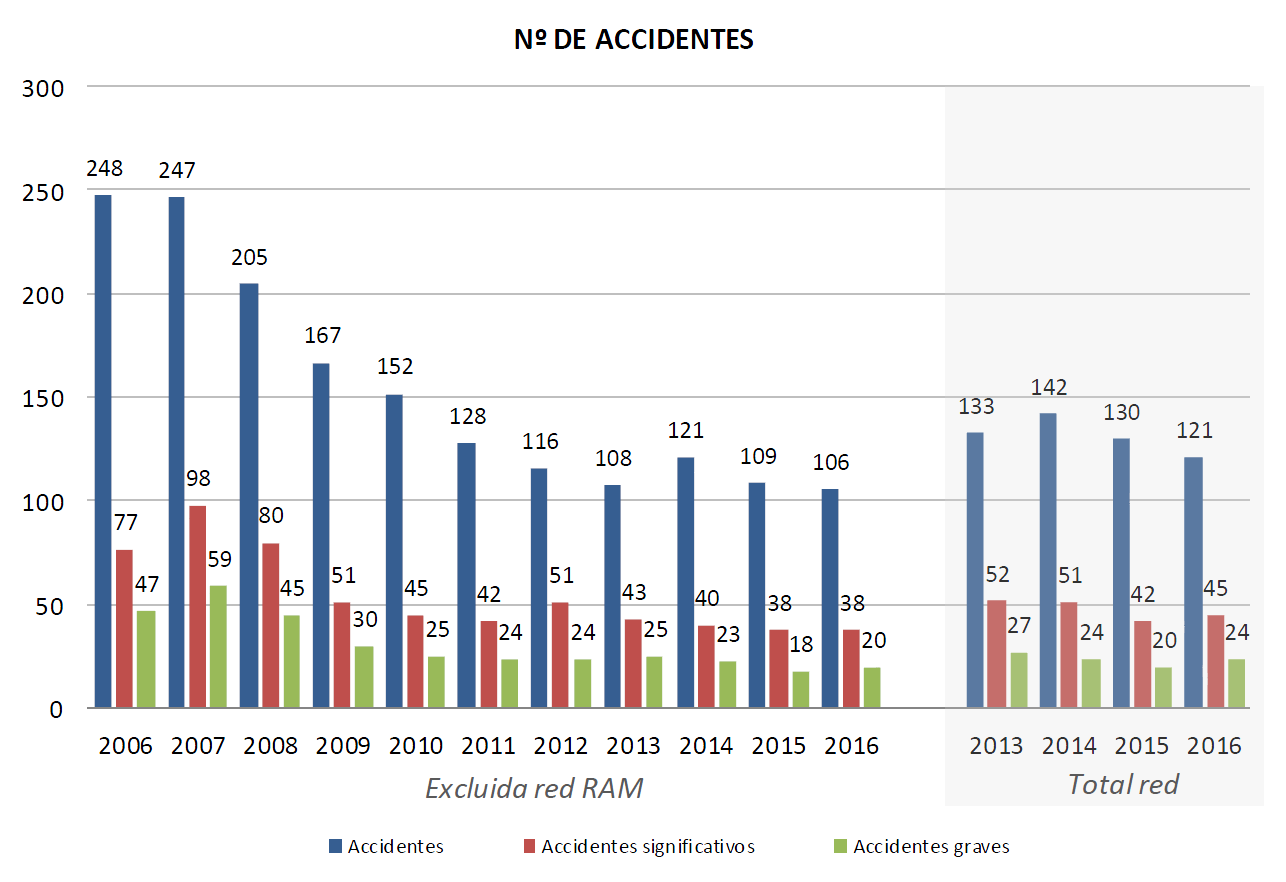 Nº DE ACCIDENTES
300
250
200
150
100
50
0
248 77 47
247 98 59
205 80 45
167 51 30
152 45 25
128 42 24
116 51 24
108 43 25
121 40 23
109 38 18
106 38 20
133 52 27
142 51 24
130 42 20
121 45 24
2006 2007 2008 2009 2010 2011 2012 2013 2014 2015 2016 2013 2014 2015 2016
Excluida red RAM Total red
Accidentes Accidentes significativos Accidentes graves